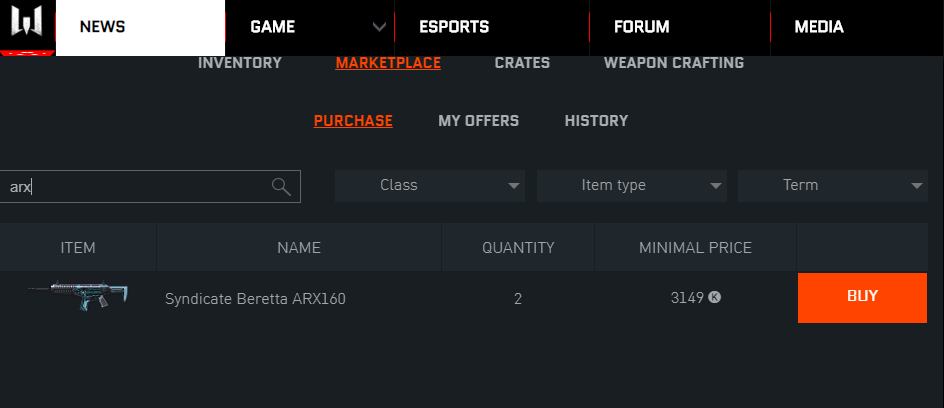 NEWS GAME ESPORTS FORUM MEDIA
INVENTORY MARKETPLACE CRATES WEAPON CRAFTING
PURCHASE MY OFFERS HISTORY
arx Class Item type Term
ITEM NAME QUANTITY MINIMAL PRICE
Syndicate Beretta ARX160 2 3149 K BUY